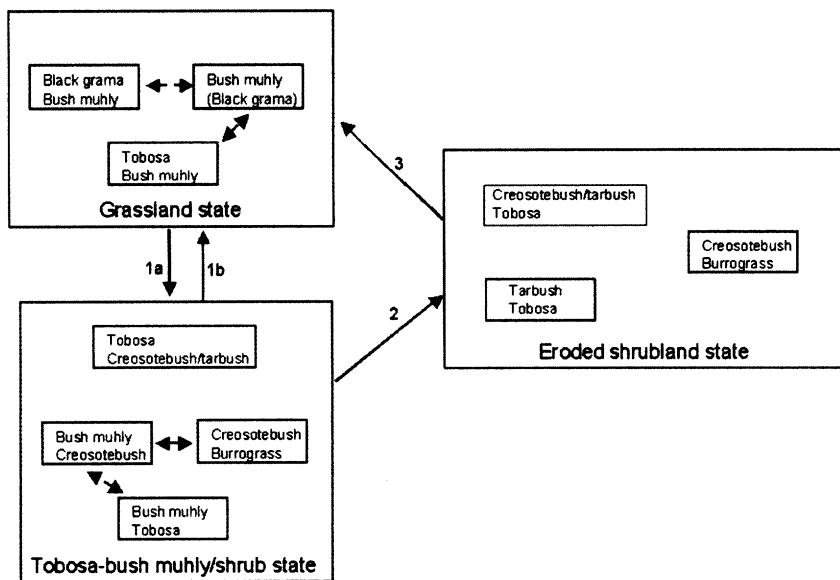 Black grama
Bush muhly
Bush muhly
(Black grama)
Tobosa
Bush muhly
Grassland state
1a
1b
3
Creosotebush/tarbush
Tobosa
Creosotebush
Burrograss
Tarbush
Tobosa
Eroded shrubland state
2
Tobosa
Creosotebush/tarbush
Bush muhly
Creosotebush
Creosotebush
Burrograss
Bush muhly
Tobosa
Tobosa-bush muhly/shrub state